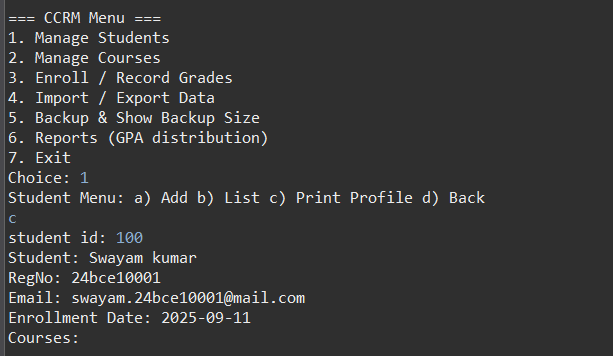 === CCRM Menu ===
1. Manage Students
2. Manage Courses
3. Enroll / Record Grades
4. Import / Export Data
5. Backup & Show Backup Size
6. Reports (GPA distribution)
7. Exit
Choice: 1
Student Menu: a) Add b) List c) Print Profile d) Back
c
student id: 100
Student: Swayam kumar
RegNo: 24bce10001
Email: swayam.24bce10001@mail.com
Enrollment Date: 2025-09-11
Courses: